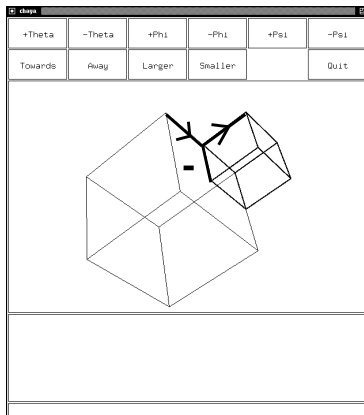 chaya
+Theta -Theta +Phi -Phi +Psi -Psi
Towards Away Larger Smaller Quit